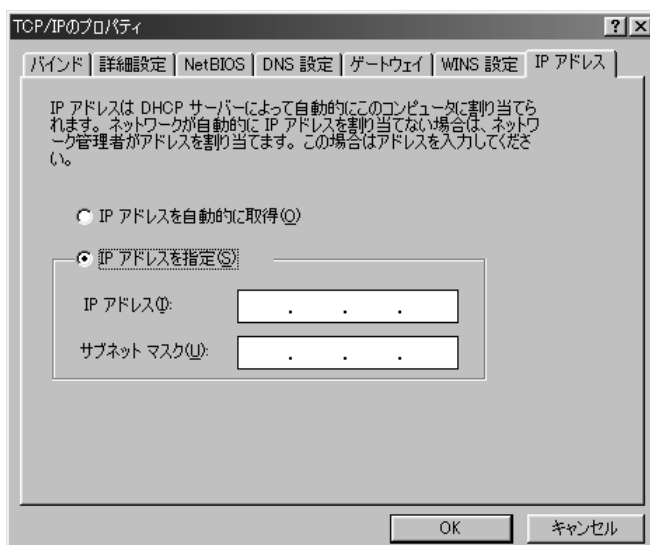 TCP/IPのプロパティ
バインド 詳細設定 NetBIOS DNS 設定 ゲートウェイ WINS 設定 IP アドレス
IP アドレスは DHCP サーバーによって自動的にこのコンピュータに割り当てら
れます。ネットワークが自動的に IP アドレスを割り当てない場合は、ネットワ
ーク管理者がアドレスを割り当てます。この場合はアドレスを入力してくださ
い。
IP アドレスを自動的に取得(O)
IP アドレスを指定(S)
IP アドレス(I):
サブネット マスク(U):
OK キャンセル